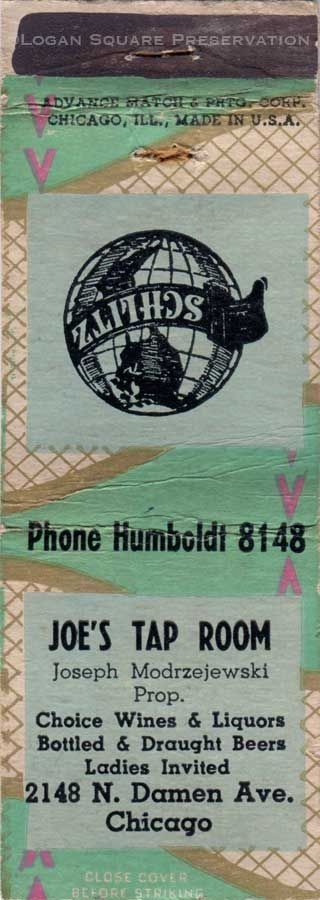 ©Logan Square Preservation
ADVANCE MATCH & PRTG. CORP.
CHICAGO, ILL., MADE IN U.S.A.
SCHLITZ
Phone Humboldt 8148
JOE'S TAP ROOM
Joseph Modrzejewski
Prop.
Choice Wines & Liquors
Bottled & Draught Beers
Ladies Invited
2148 N. Damen Ave.
Chicago
CLOSE COVER
BEFORE STRIKING